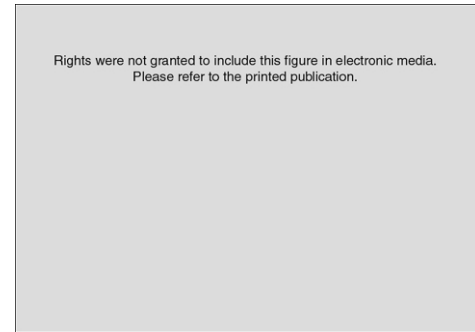 Rights were not granted to include this figure in electronic media.
Please refer to the printed publication.